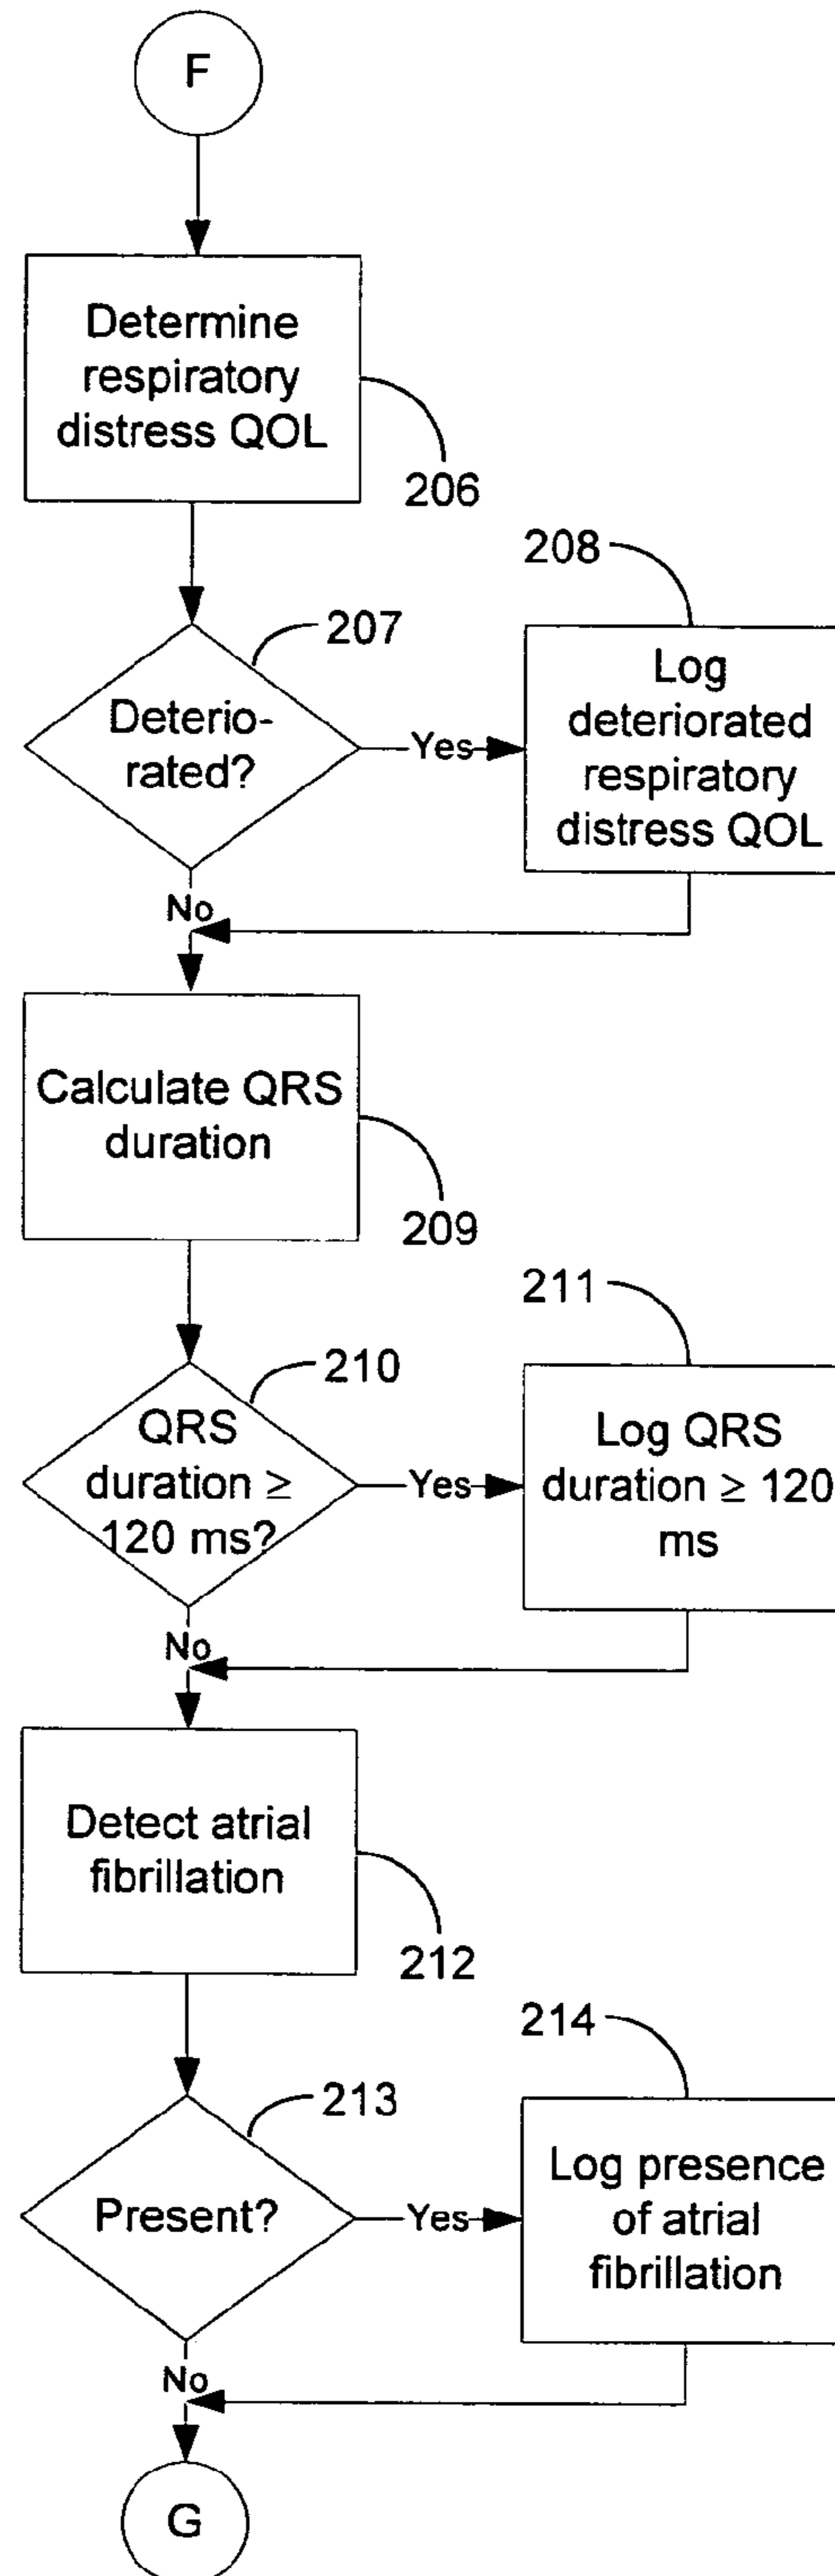 F
Determine
respiratory
distress QOL
206
207
Deterio-
rated?
Yes
208
Log
deteriorated
respiratory
distress QOL
No
Calculate QRS
duration
209
210
QRS
duration ≥
120 ms?
Yes
211
Log QRS
duration ≥ 120
ms
No
Detect atrial
fibrillation
212
213
Present?
Yes
214
Log presence
of atrial
fibrillation
No
G